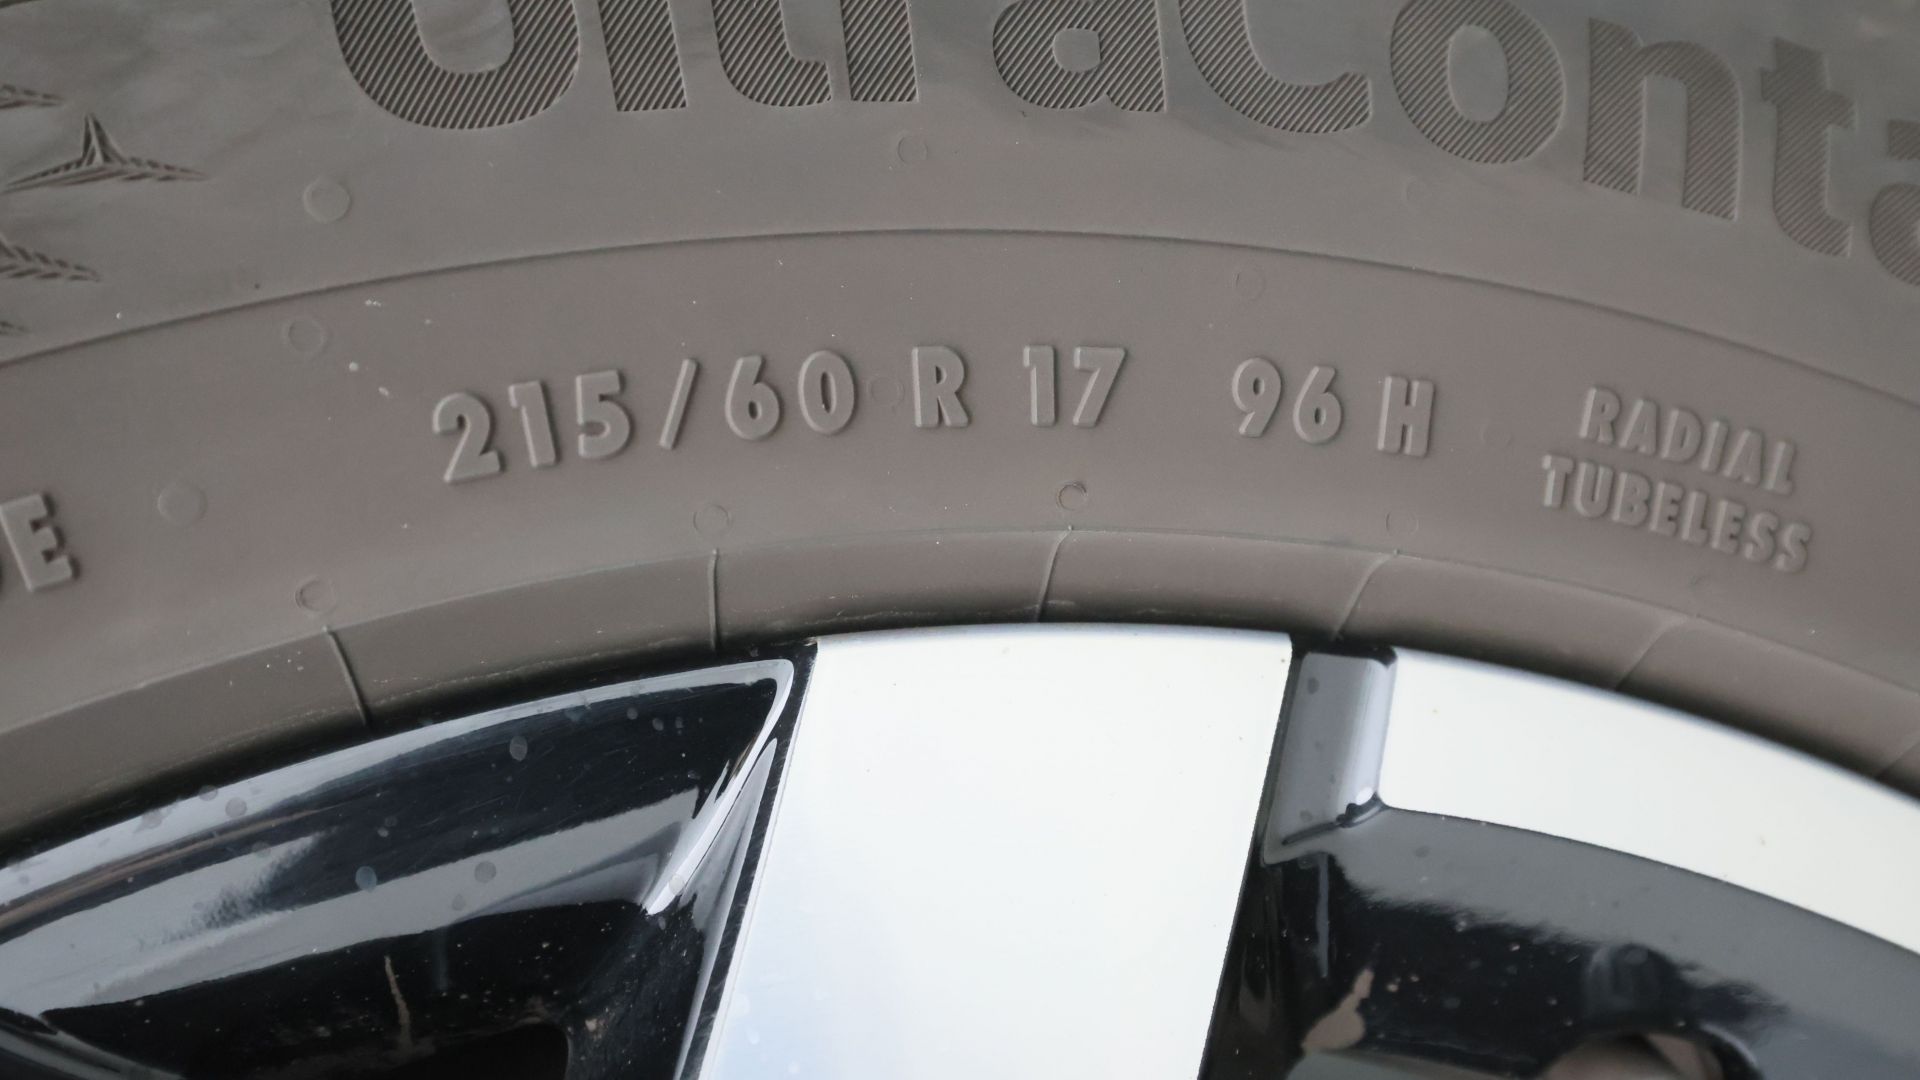 UltraConta
215/60 R 17 96 H
RADIAL
TUBELESS